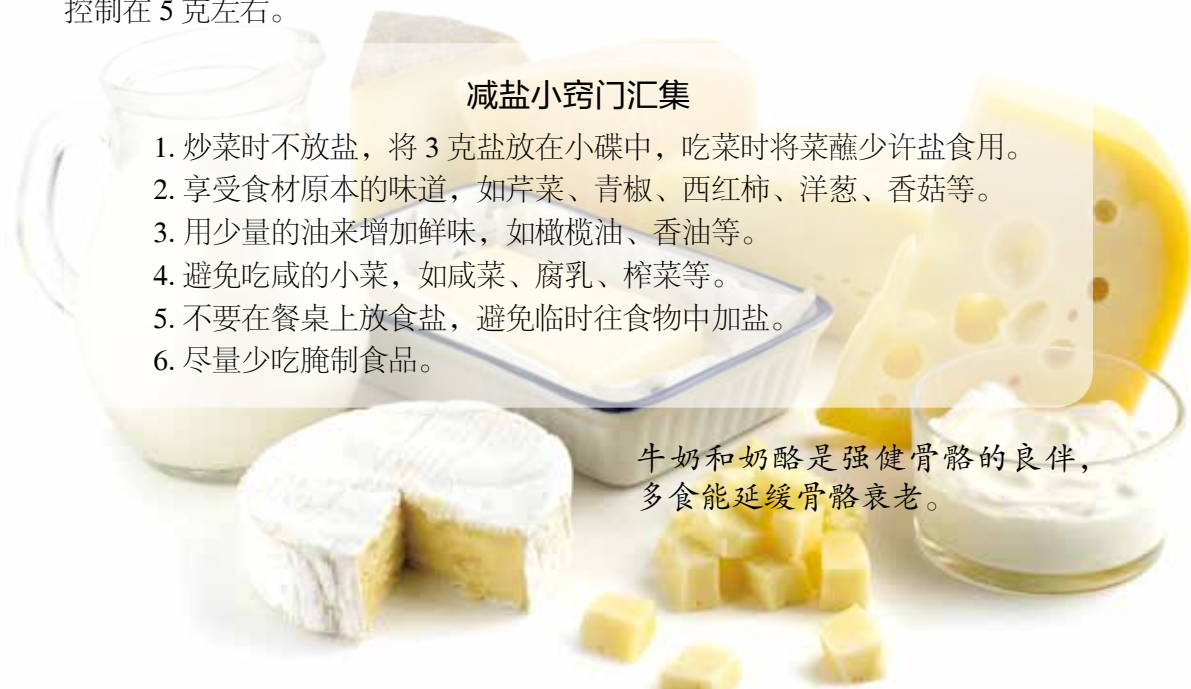 控制在 5 克左右。
减盐小窍门汇集
1. 炒菜时不放盐，将 3 克盐放在小碟中，吃菜时将菜蘸少许盐食用。
2. 享受食材原本的味道，如芹菜、青椒、西红柿、洋葱、香菇等。
3. 用少量的油来增加鲜味，如橄榄油、香油等。
4. 避免吃咸的小菜，如咸菜、腐乳、榨菜等。
5. 不要在餐桌上放食盐，避免临时往食物中加盐。
6. 尽量少吃腌制食品。
牛奶和奶酪是强健骨骼的良伴，
多食能延缓骨骼衰老。